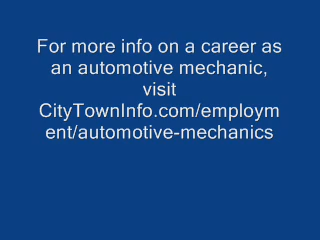 For more info on a career as
an automotive mechanic,
visit
CityTownInfo.com/employm
ent/automotive-mechanics